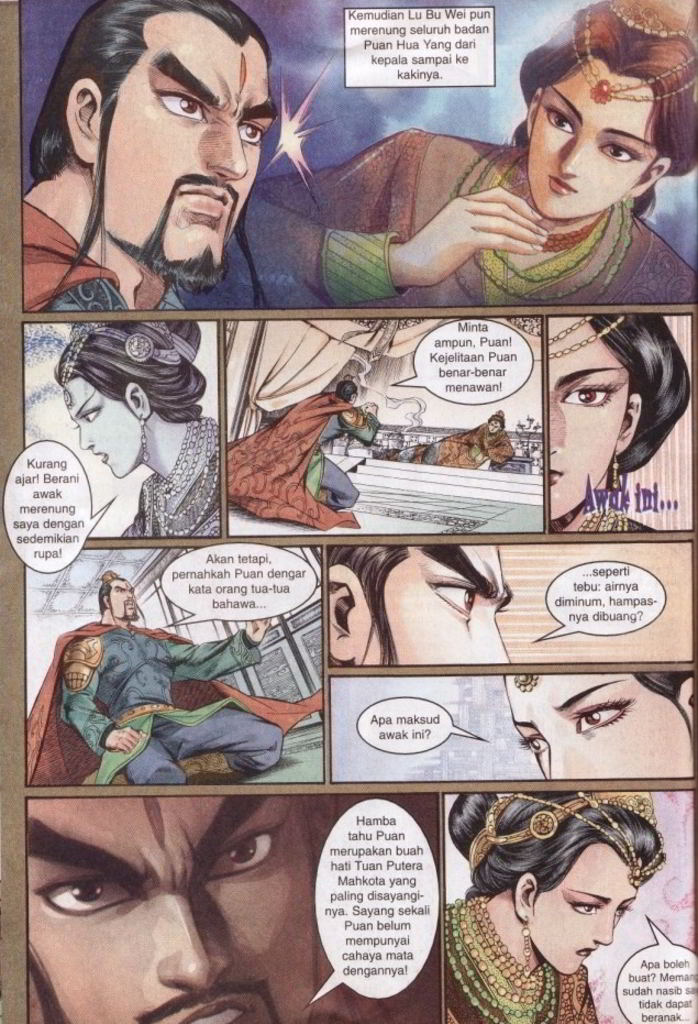 Kemudian Lu Bu Wei pun
merenung seluruh badan
Puan Hua Yang dari
kepala sampai ke
kakinya.
Kurang
ajar! Berani
awak
merenung
saya dengan
sedemikian
rupa!
Minta
ampun, Puan!
Kejelitaan Puan
benar-benar
menawan!
Awak ini...
Akan tetapi,
pernahkah Puan dengar
kata orang tua-tua
bahawa...
...seperti
tebu: airnya
diminum, hampas-
nya dibuang?
Apa maksud
awak ini?
Hamba
tahu Puan
merupakan buah
hati Tuan Putera
Mahkota yang
paling disayangi-
nya. Sayang sekali
Puan belum
mempunyai
cahaya mata
dengannya!
Apa boleh
buat?
sudah nasib
tidak dapat
beranak...